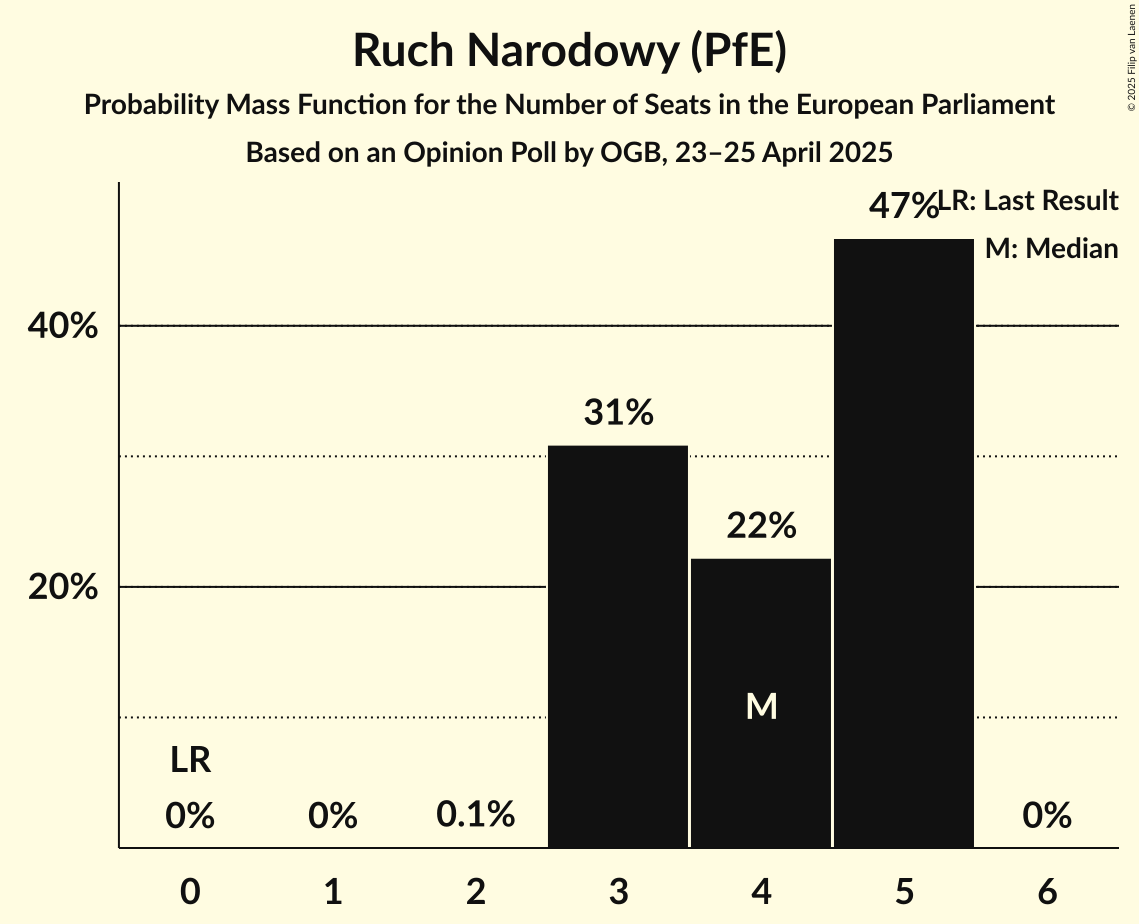 Ruch Narodowy (PfE)
Probability Mass Function for the Number of Seats in the European Parliament
Based on an Opinion Poll by OGB, 23–25 April 2025
© 2025 Filip van Laenen
LR: Last Result
M: Median
47%
40%
31%
22%
20%
M
LR
0%
0%
0.1%
0%
0
1
2
3
4
5
6